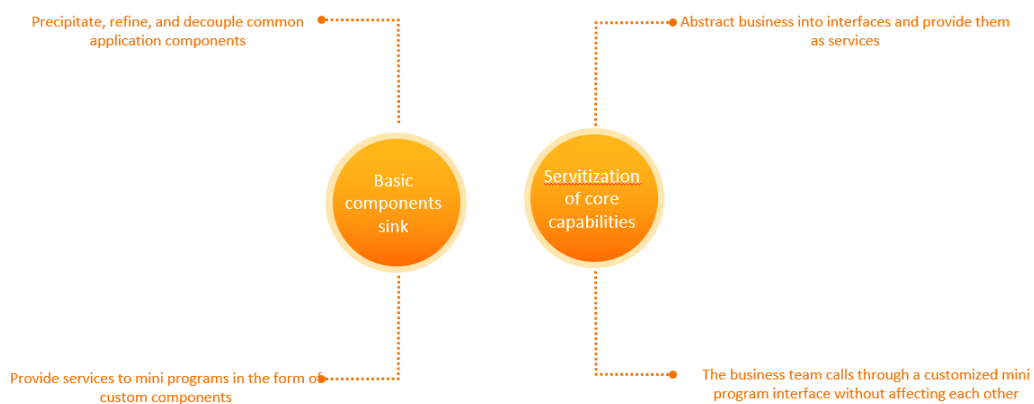 Precipitate, refine, and decouple common
application components
Abstract business into interfaces and provide them
as services
Basic
components
sink
Servitization
of core
capabilities
Provide services to mini programs in the form of
custom components
The business team calls through a customized mini
program interface without affecting each other